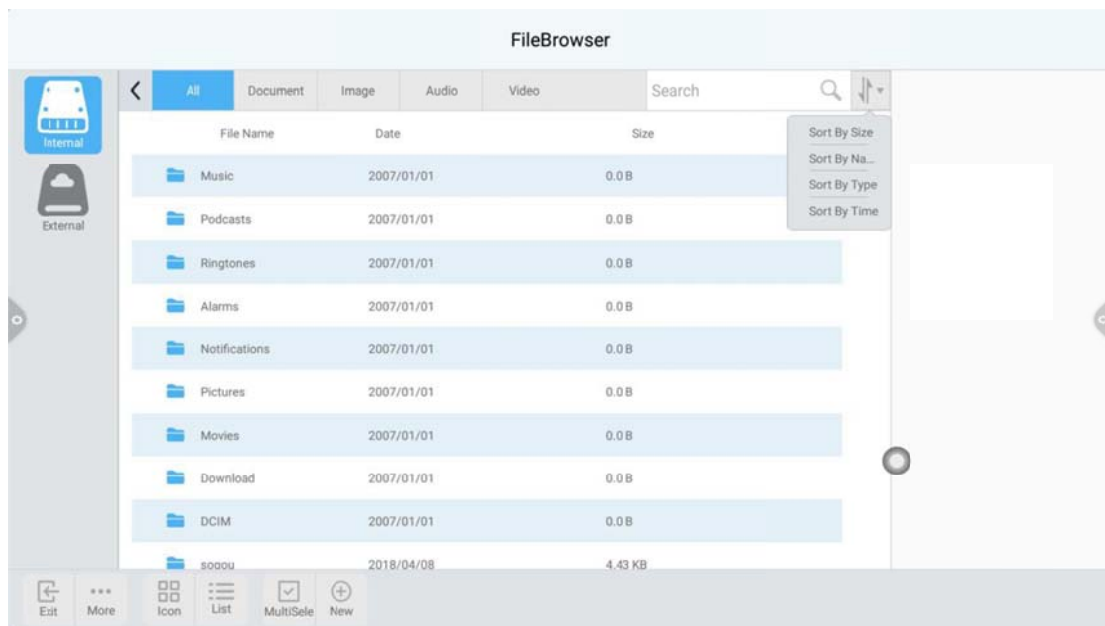 FileBrowser
All Document Image Audio Video Search
Internal
External
File Name Date Size
Sort By Size
Sort By Na...
Sort By Type
Sort By Time
Music 2007/01/01 0.0 B
Podcasts 2007/01/01 0.0 B
Ringtones 2007/01/01 0.0 B
Alarms 2007/01/01 0.0 B
Notifications 2007/01/01 0.0 B
Pictures 2007/01/01 0.0 B
Movies 2007/01/01 0.0 B
Download 2007/01/01 0.0 B
DCIM 2007/01/01 0.0 B
sogou 2018/04/08 4.43 KB
Exit More Icon List MultiSele New